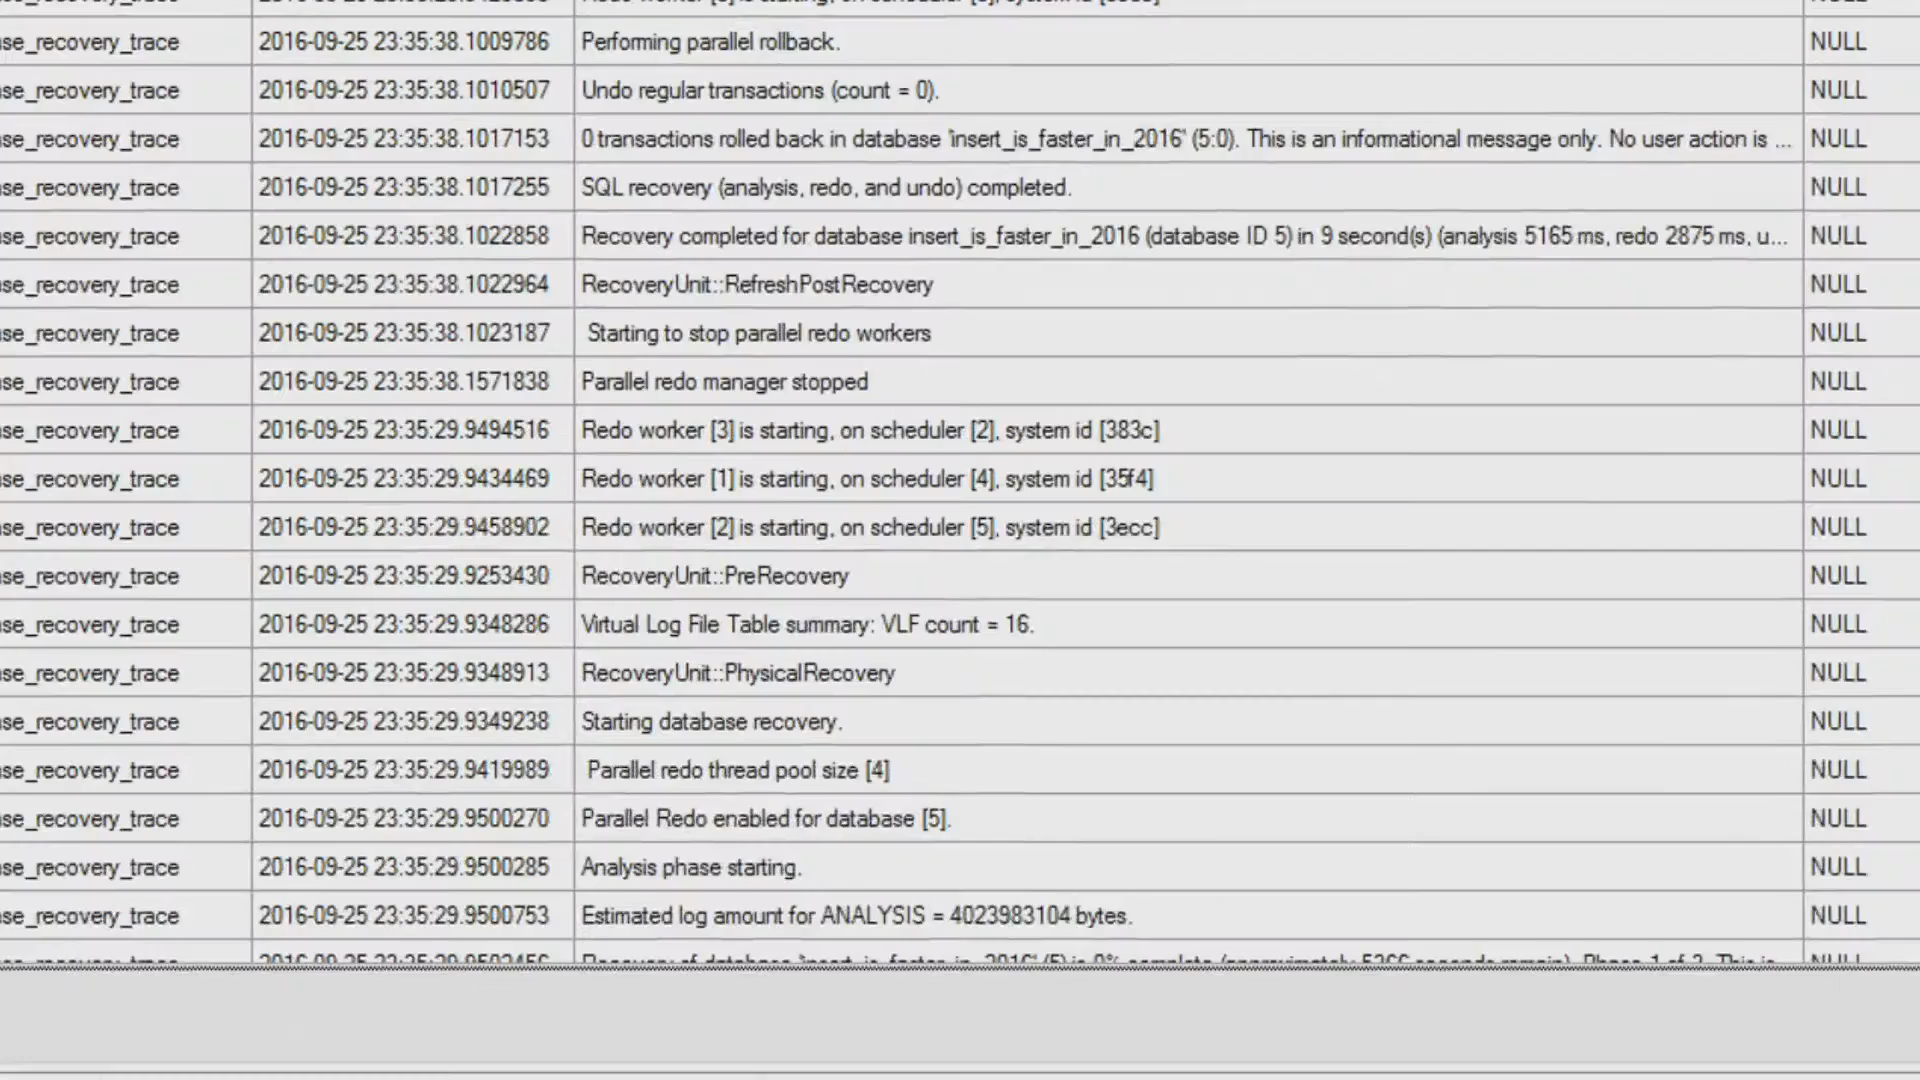 se_recovery_trace 2016-09-25 23:35:38.1009786 Performing parallel rollback. NULL
se_recovery_trace 2016-09-25 23:35:38.1010507 Undo regular transactions (count = 0). NULL
se_recovery_trace 2016-09-25 23:35:38.1017153 0 transactions rolled back in database 'insert_is_faster_in_2016' (5:0). This is an informational message only. No user action is ... NULL
se_recovery_trace 2016-09-25 23:35:38.1017255 SQL recovery (analysis, redo, and undo) completed. NULL
se_recovery_trace 2016-09-25 23:35:38.1022858 Recovery completed for database insert_is_faster_in_2016 (database ID 5) in 9 second(s) (analysis 5165 ms, redo 2875 ms, u... NULL
se_recovery_trace 2016-09-25 23:35:38.1022964 RecoveryUnit::RefreshPostRecovery NULL
se_recovery_trace 2016-09-25 23:35:38.1023187 Starting to stop parallel redo workers NULL
se_recovery_trace 2016-09-25 23:35:38.1571838 Parallel redo manager stopped NULL
se_recovery_trace 2016-09-25 23:35:29.9494516 Redo worker [3] is starting, on scheduler [2], system id [383c] NULL
se_recovery_trace 2016-09-25 23:35:29.9434469 Redo worker [1] is starting, on scheduler [4], system id [35f4] NULL
se_recovery_trace 2016-09-25 23:35:29.9458902 Redo worker [2] is starting, on scheduler [5], system id [3ecc] NULL
se_recovery_trace 2016-09-25 23:35:29.9253430 RecoveryUnit::PreRecovery NULL
se_recovery_trace 2016-09-25 23:35:29.9348286 Virtual Log File Table summary: VLF count = 16. NULL
se_recovery_trace 2016-09-25 23:35:29.9348913 RecoveryUnit::PhysicalRecovery NULL
se_recovery_trace 2016-09-25 23:35:29.9349238 Starting database recovery. NULL
se_recovery_trace 2016-09-25 23:35:29.9419989 Parallel redo thread pool size [4] NULL
se_recovery_trace 2016-09-25 23:35:29.9500270 Parallel Redo enabled for database [5]. NULL
se_recovery_trace 2016-09-25 23:35:29.9500285 Analysis phase starting. NULL
se_recovery_trace 2016-09-25 23:35:29.9500753 Estimated log amount for ANALYSIS = 4023983104 bytes. NULL